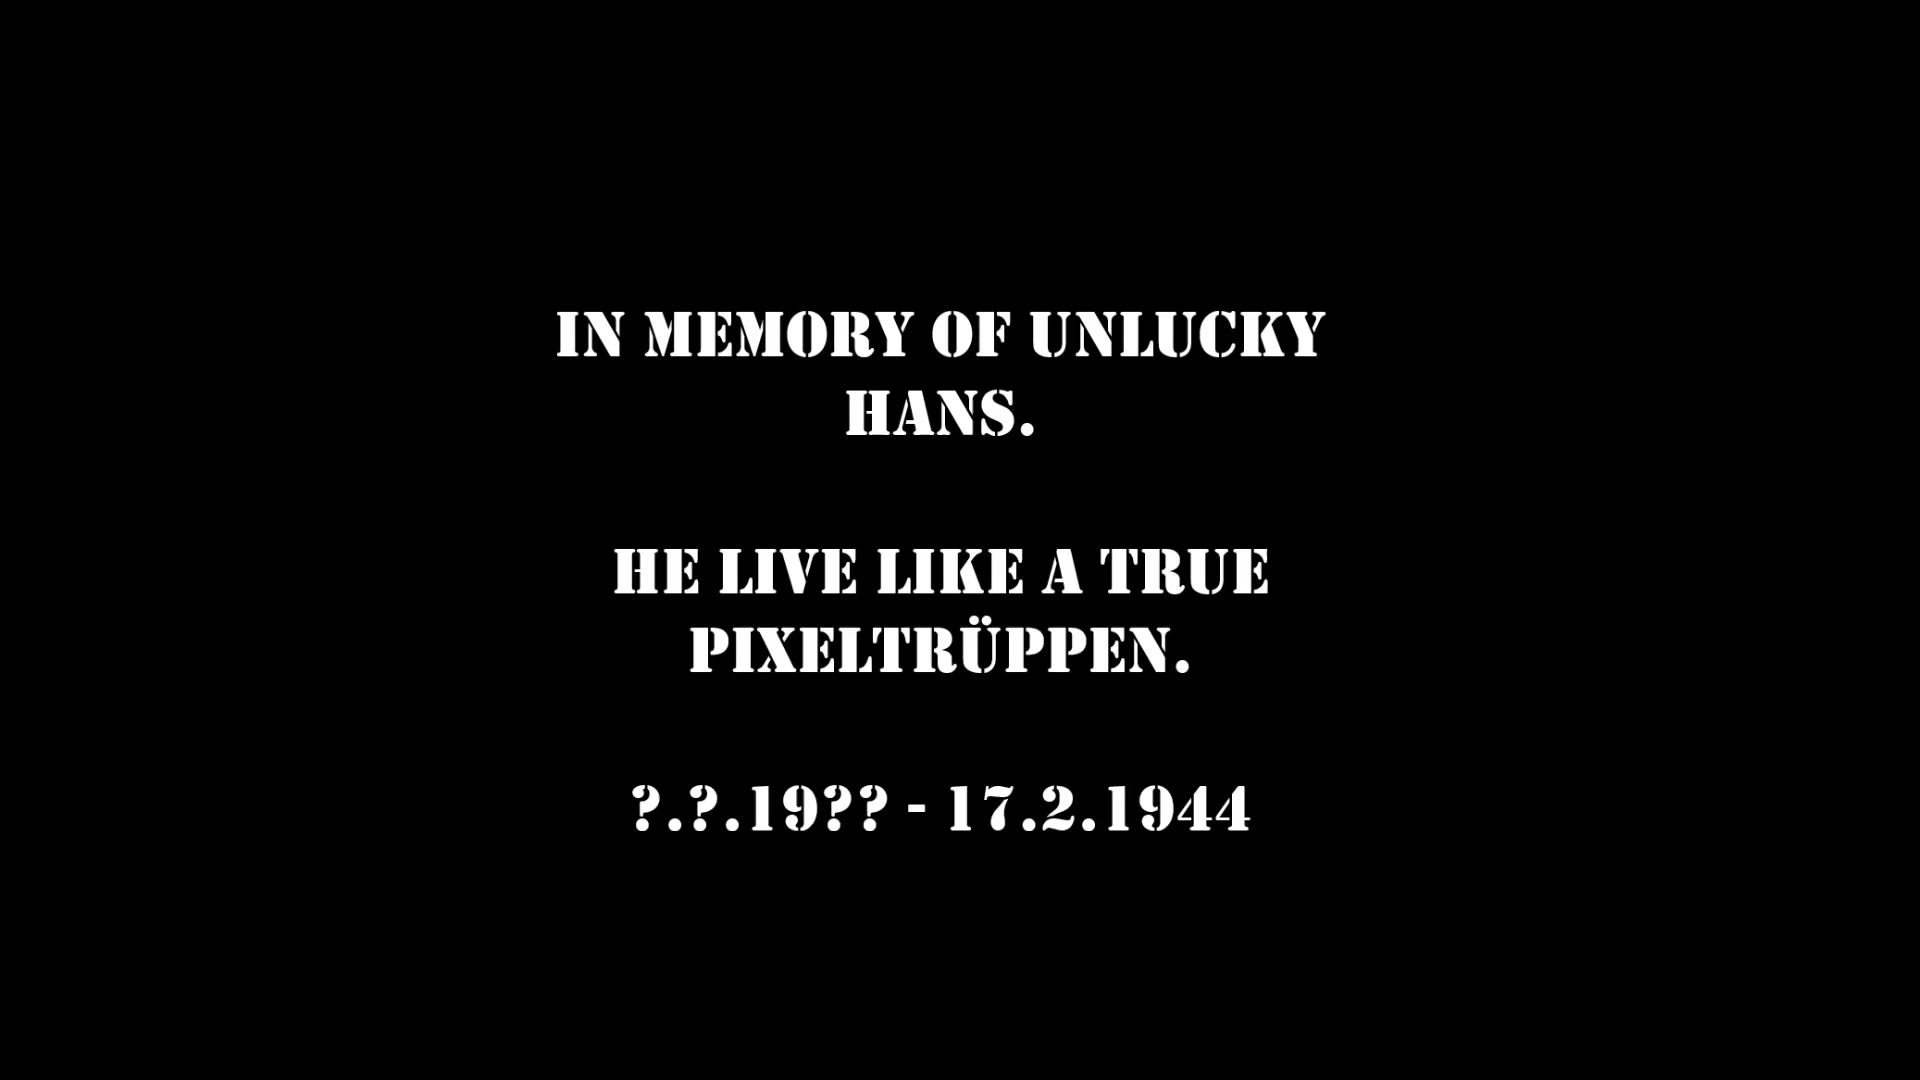 IN MEMORY OF UNLUCKY
HANS.
HE LIVE LIKE A TRUE
PIXELTRÜPPEN.
?.?.19?? - 17.2.1944